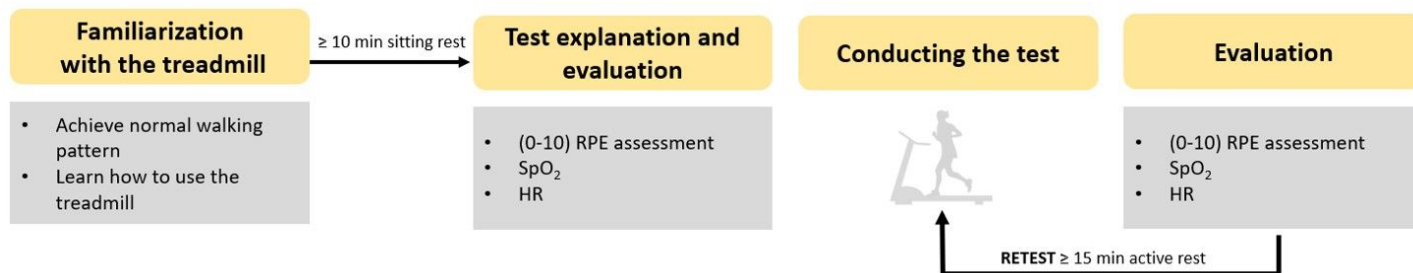 Familiarization
with the treadmill
≥ 10 min sitting rest
Test explanation and
evaluation
Conducting the test
Evaluation
• Achieve normal walking
pattern
• Learn how to use the
treadmill
• (0-10) RPE assessment
• SpO₂
• HR
• (0-10) RPE assessment
• SpO₂
• HR
RETEST ≥ 15 min active rest